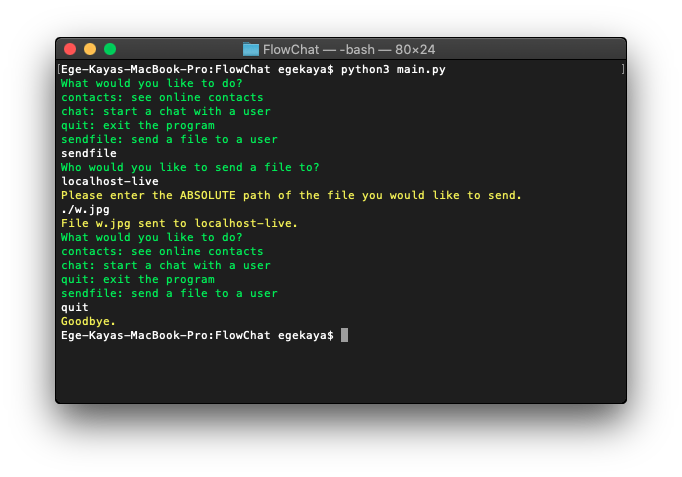 FlowChat — -bash — 80×24
[Ege-Kayas-MacBook-Pro:FlowChat egekaya$ python3 main.py ]
What would you like to do?
contacts: see online contacts
chat: start a chat with a user
quit: exit the program
sendfile: send a file to a user
sendfile
Who would you like to send a file to?
localhost-live
Please enter the ABSOLUTE path of the file you would like to send.
./w.jpg
File w.jpg sent to localhost-live.
What would you like to do?
contacts: see online contacts
chat: start a chat with a user
quit: exit the program
sendfile: send a file to a user
quit
Goodbye.
Ege-Kayas-MacBook-Pro:FlowChat egekaya$